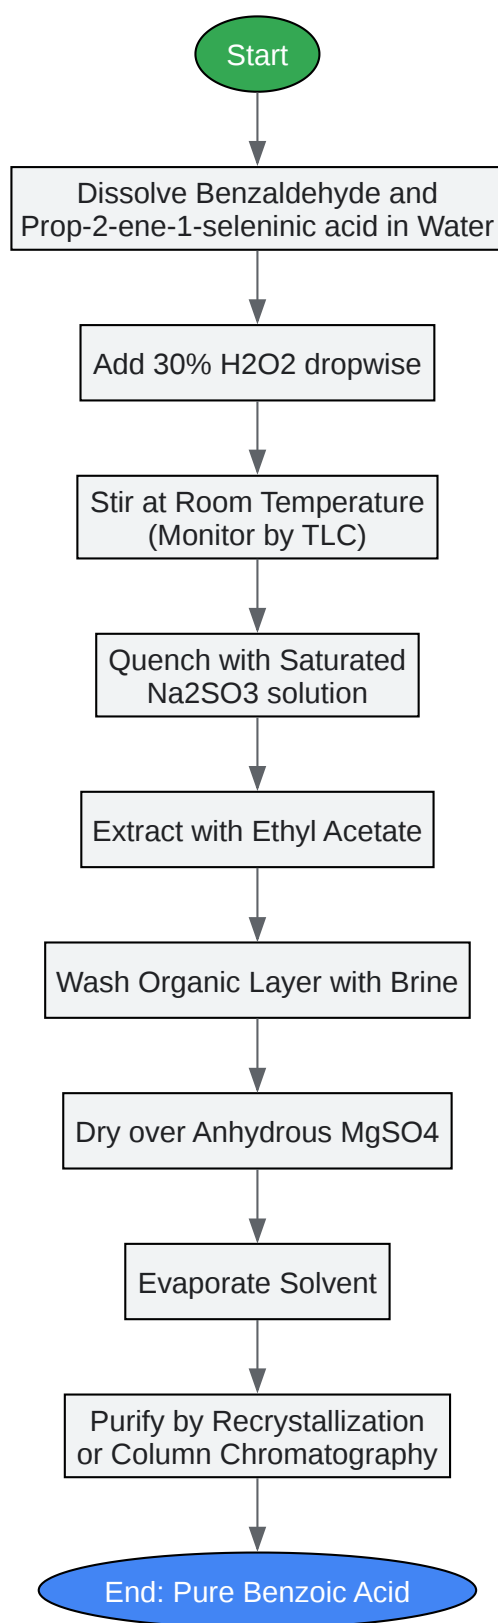 Start
Dissolve Benzaldehyde and
Prop-2-ene-1-seleninic acid in Water
Add 30% H2O2 dropwise
Stir at Room Temperature
(Monitor by TLC)
Quench with Saturated
Na2SO3 solution
Extract with Ethyl Acetate
Wash Organic Layer with Brine
Dry over Anhydrous MgSO4
Evaporate Solvent
Purify by Recrystallization
or Column Chromatography
End: Pure Benzoic Acid